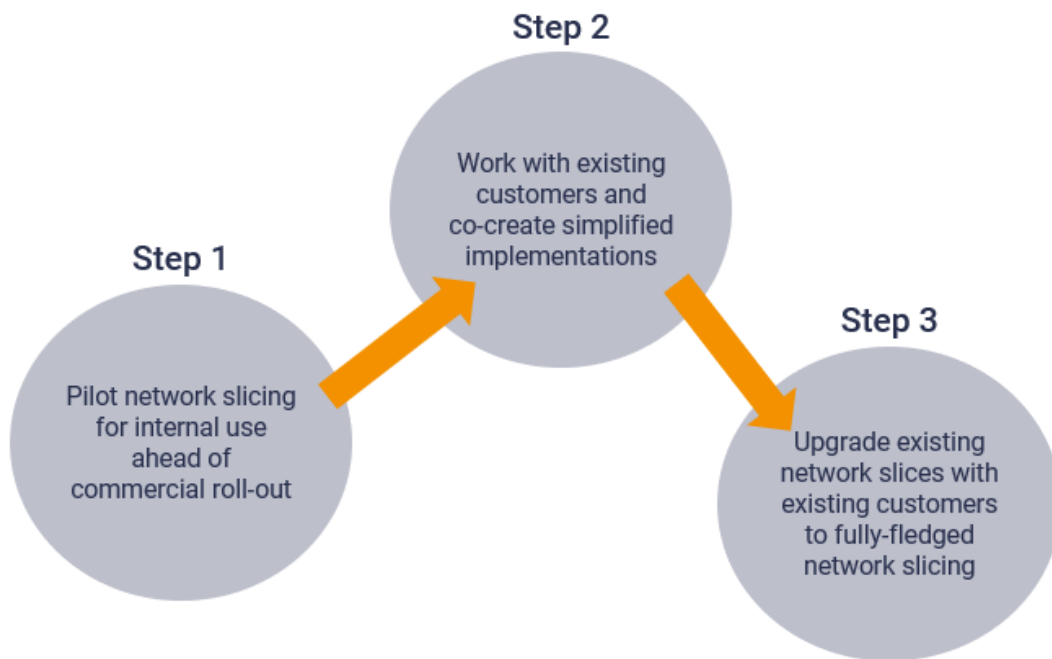 Step 1
Pilot network slicing
for internal use
ahead of
commercial roll-out
Step 2
Work with existing
customers and
co-create simplified
implementations
Step 3
Upgrade existing
network slices with
existing customers
to fully-fledged
network slicing